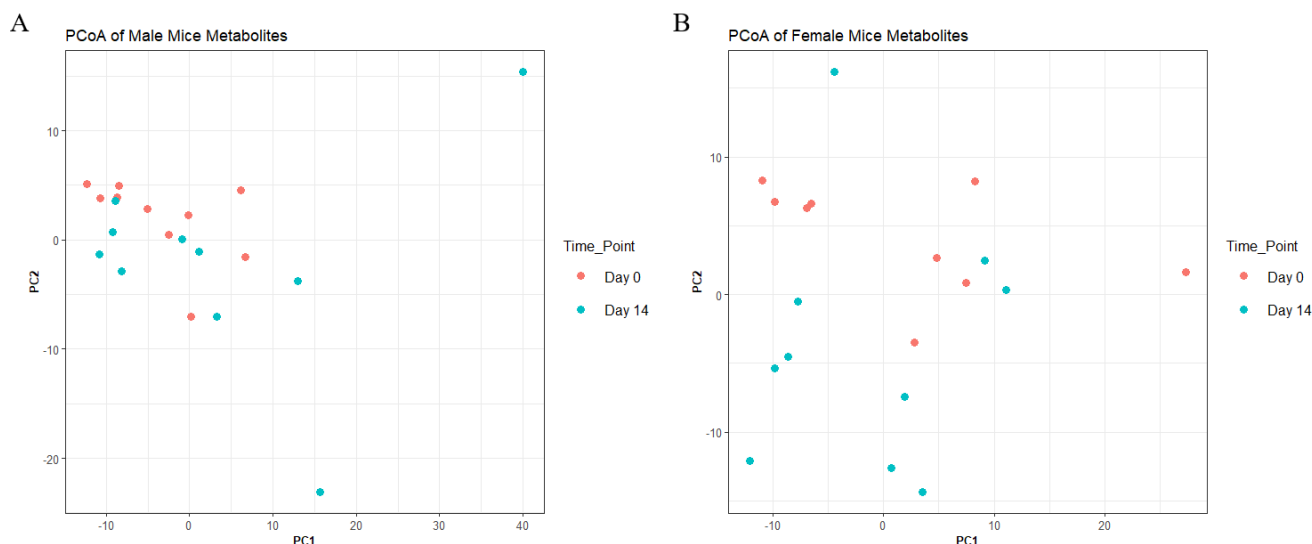 A
PCoA of Male Mice Metabolites
PC2
10
0
-10
-20
-10
0
10
20
30
40
PC1
Time_Point
Day 0
Day 14
B
PCoA of Female Mice Metabolites
PC2
10
0
-10
-10
0
10
20
PC1
Time_Point
Day 0
Day 14